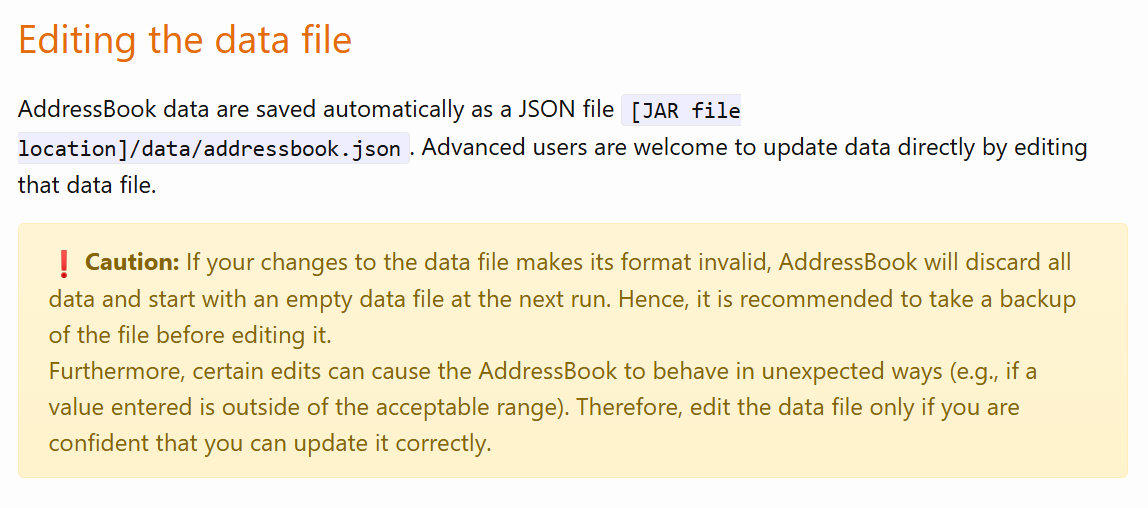 Editing the data file
AddressBook data are saved automatically as a JSON file [JAR file
location]/data/addressbook.json . Advanced users are welcome to update data directly by editing
that data file.
❗ Caution: If your changes to the data file makes its format invalid, AddressBook will discard all
data and start with an empty data file at the next run. Hence, it is recommended to take a backup
of the file before editing it.
Furthermore, certain edits can cause the AddressBook to behave in unexpected ways (e.g., if a
value entered is outside of the acceptable range). Therefore, edit the data file only if you are
confident that you can update it correctly.